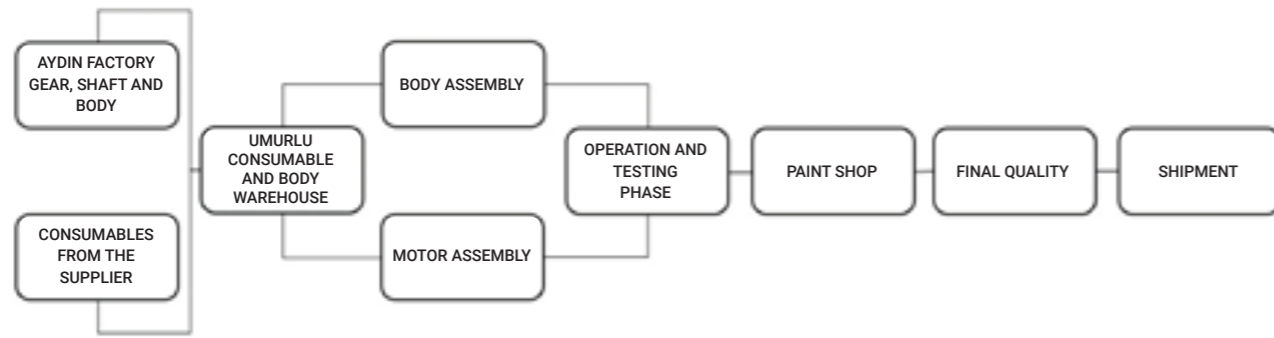 AYDIN FACTORY
GEAR, SHAFT AND
BODY
CONSUMABLES
FROM THE
SUPPLIER
UMURLU
CONSUMABLE
AND BODY
WAREHOUSE
BODY ASSEMBLY
MOTOR ASSEMBLY
OPERATION AND
TESTING
PHASE
PAINT SHOP
FINAL QUALITY
SHIPMENT